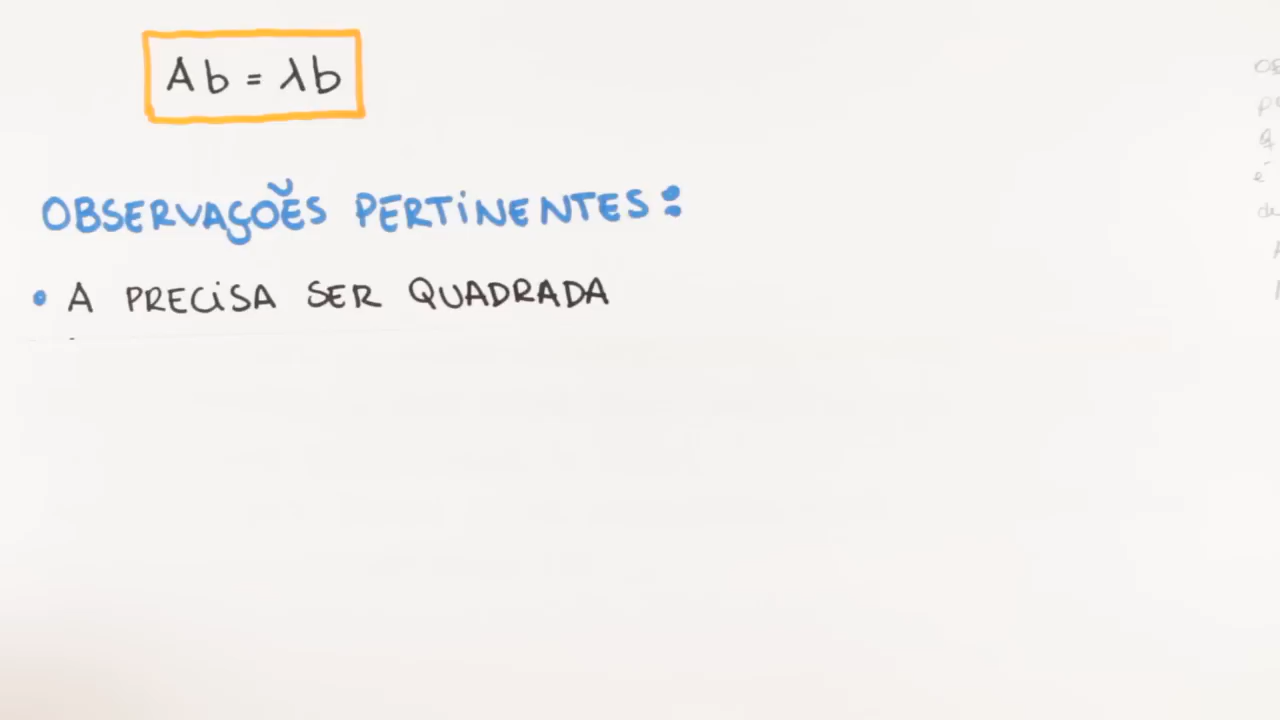 Ab = λb
OBSERVAÇÕES PERTINENTES:
• A PRECISA SER QUADRADA